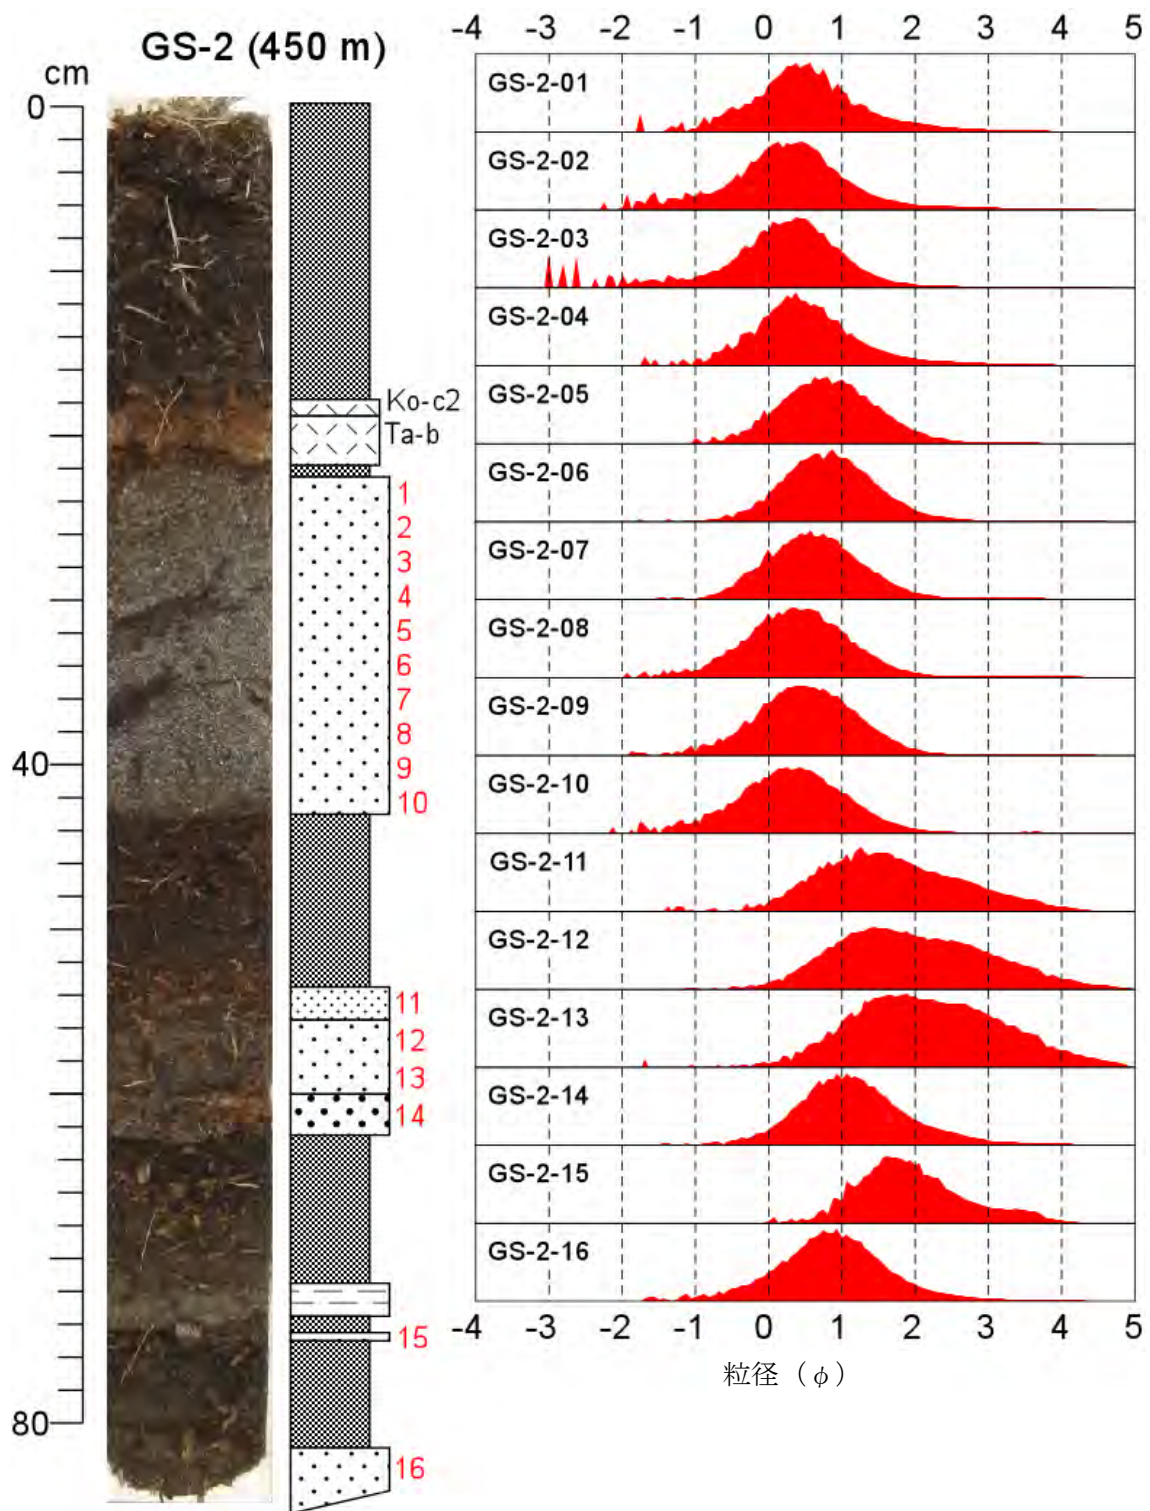 GS-2 (450 m)
cm
0
40
80
Ko-c2
Ta-b
1
2
3
4
5
6
7
8
9
10
11
12
13
14
15
16
-4 -3 -2 -1 0 1 2 3 4 5
GS-2-01
GS-2-02
GS-2-03
GS-2-04
GS-2-05
GS-2-06
GS-2-07
GS-2-08
GS-2-09
GS-2-10
GS-2-11
GS-2-12
GS-2-13
GS-2-14
GS-2-15
GS-2-16
-4 -3 -2 -1 0 1 2 3 4 5
粒径（φ）